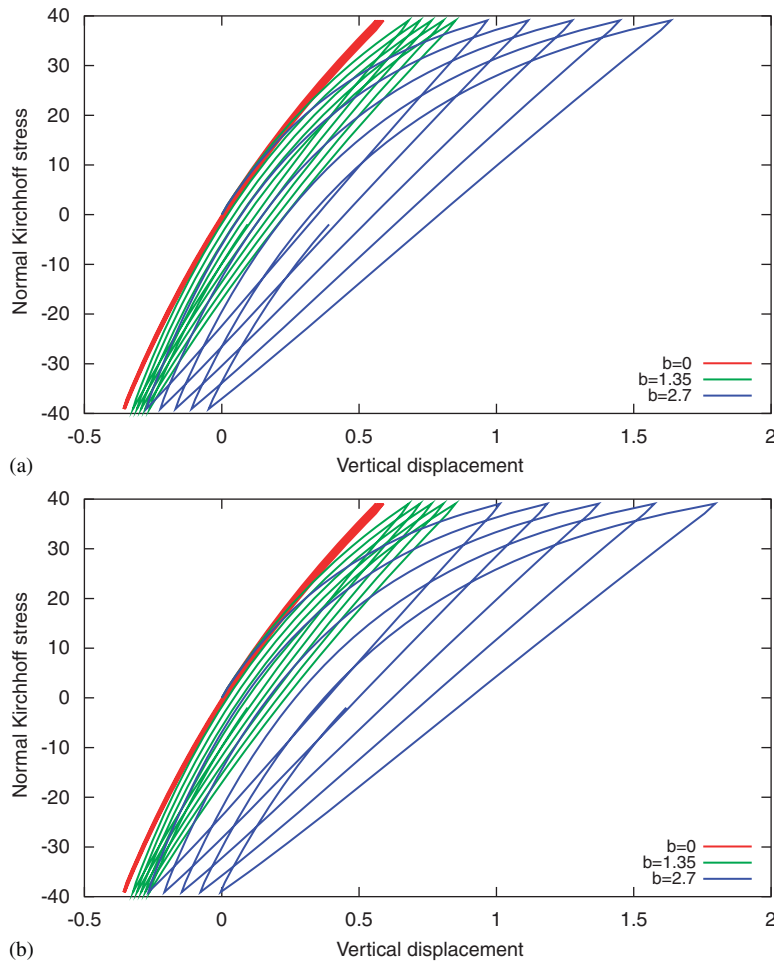 40
30
20
10
0
-10
-20
-30
-40
Normal Kirchhoff stress
b=0
b=1.35
b=2.7
-0.5 0 0.5 1 1.5 2
(a) Vertical displacement
40
30
20
10
0
-10
-20
-30
-40
Normal Kirchhoff stress
b=0
b=1.35
b=2.7
-0.5 0 0.5 1 1.5 2
(b) Vertical displacement